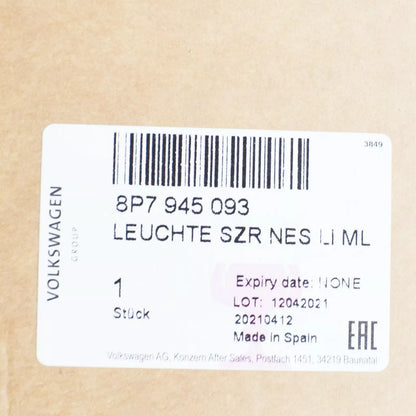 3849
8P7 945 093
LEUCHTE SZR NES LI ML
VOLKSWAGEN
GROUP
1
Stück
Expiry date: NONE
LOT: 12042021
20210412
Made in Spain
EAC
Volkswagen AG, Konzern After Sales, Postfach 1451, 34219 Baunatal